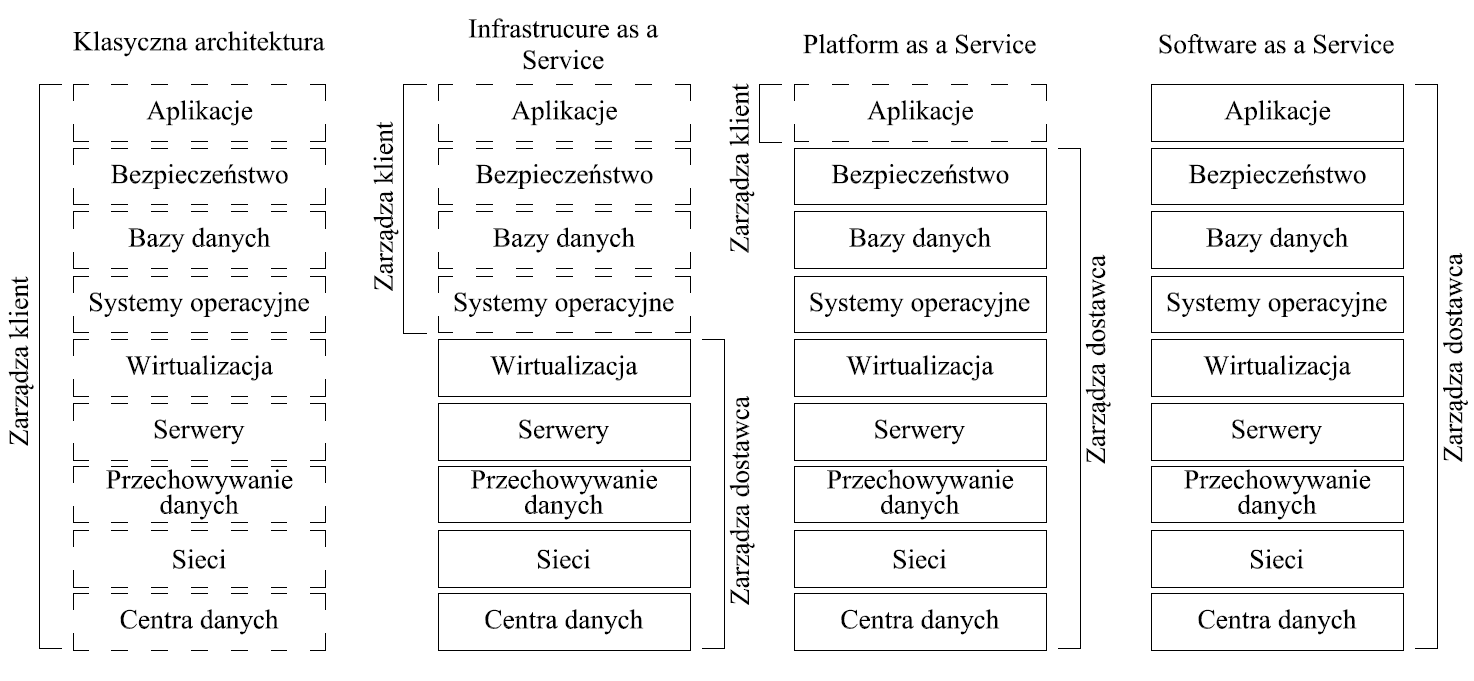 Klasyczna architektura
Zarządza klient
Aplikacje
Bezpieczeństwo
Bazy danych
Systemy operacyjne
Wirtualizacja
Serwery
Przechowywanie
danych
Sieci
Centra danych
Infrastrucure as a
Service
Zarządza klient
Aplikacje
Bezpieczeństwo
Bazy danych
Systemy operacyjne
Wirtualizacja
Serwery
Przechowywanie
danych
Sieci
Centra danych
Zarządza dostawca
Platform as a Service
Zarządza klient
Aplikacje
Bezpieczeństwo
Bazy danych
Systemy operacyjne
Wirtualizacja
Serwery
Przechowywanie
danych
Sieci
Centra danych
Zarządza dostawca
Software as a Service
Aplikacje
Bezpieczeństwo
Bazy danych
Systemy operacyjne
Wirtualizacja
Serwery
Przechowywanie
danych
Sieci
Centra danych
Zarządza dostawca